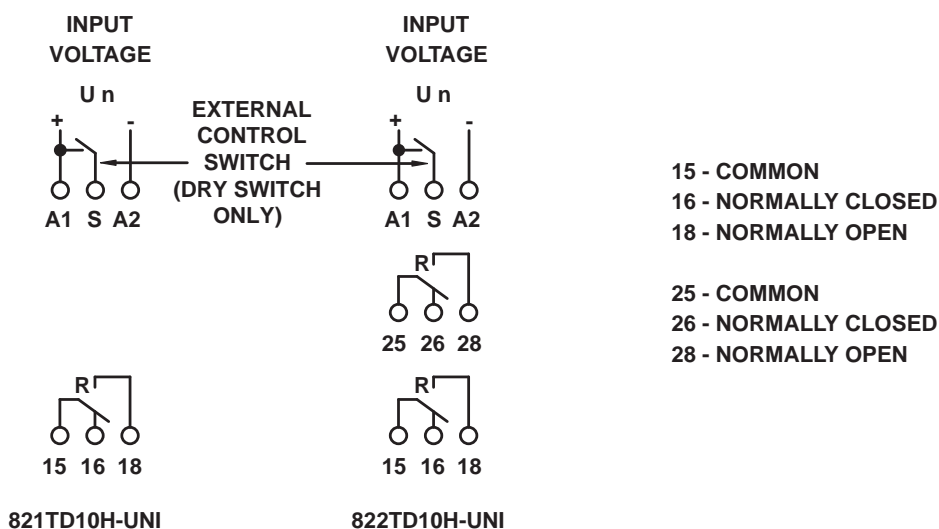 INPUT
VOLTAGE
U n
+ -
A1 S A2
EXTERNAL
CONTROL
SWITCH
(DRY SWITCH
ONLY)
INPUT
VOLTAGE
U n
+ -
A1 S A2
R
25 26 28
R
15 16 18
821TD10H-UNI
R
15 16 18
822TD10H-UNI
15 - COMMON
16 - NORMALLY CLOSED
18 - NORMALLY OPEN
25 - COMMON
26 - NORMALLY CLOSED
28 - NORMALLY OPEN